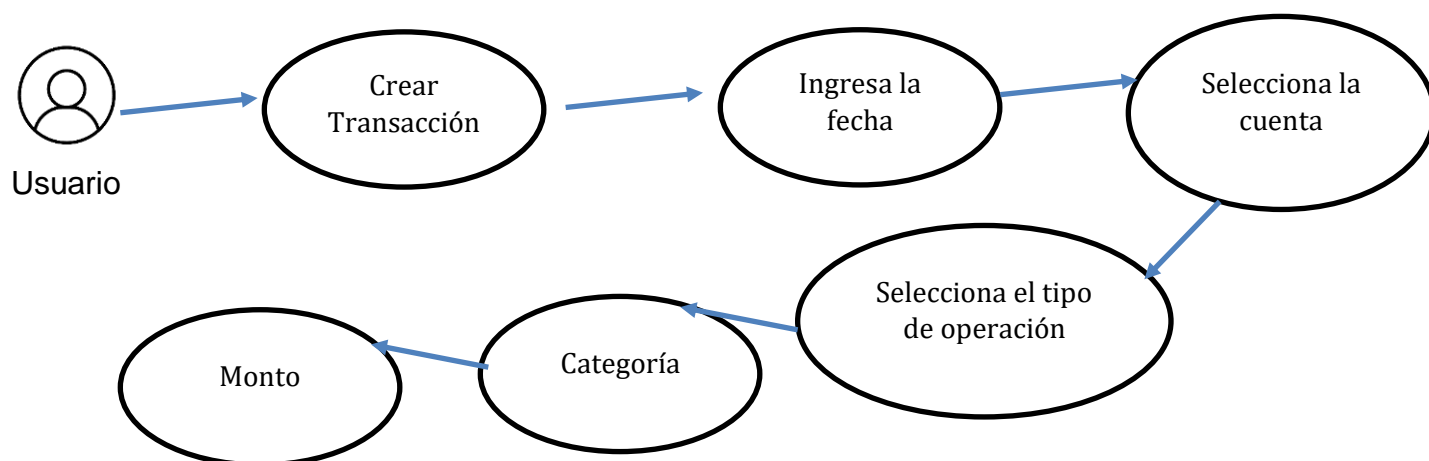 Usuario
Crear
Transacción
Ingresa la
fecha
Selecciona la
cuenta
Selecciona el tipo
de operación
Categoría
Monto